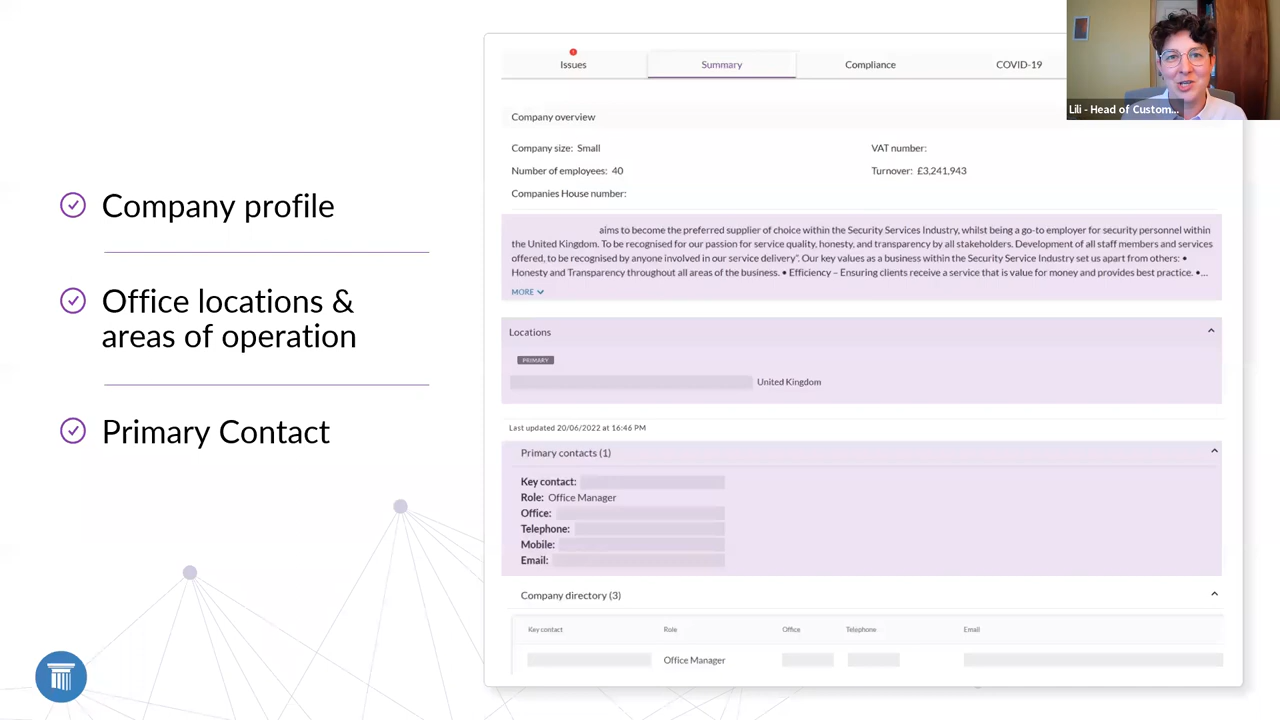 Company profile
Office locations &
areas of operation
Primary Contact
Issues
Summary
Compliance
COVID-19
Lili - Head of Custom...
Company overview
Company size: Small
VAT number:
Number of employees: 40
Turnover: £3,241,943
Companies House number:
aims to become the preferred supplier of choice within the Security Services Industry, whilst being a go-to employer for security personnel within
the United Kingdom. To be recognised for our passion for service quality, honesty, and transparency by all stakeholders. Development of all staff members and services
offered, to be recognised by anyone involved in our service delivery”. Our key values as a business within the Security Service Industry set us apart from others: •
Honesty and Transparency throughout all areas of the business. • Efficiency – Ensuring clients receive a service that is value for money and provides best practice. •...
MORE
Locations
PRIMARY
United Kingdom
Last updated 20/06/2022 at 16:46 PM
Primary contacts (1)
Key contact:
Role: Office Manager
Office:
Telephone:
Mobile:
Email:
Company directory (3)
Key contact
Role
Office
Telephone
Email
Office Manager